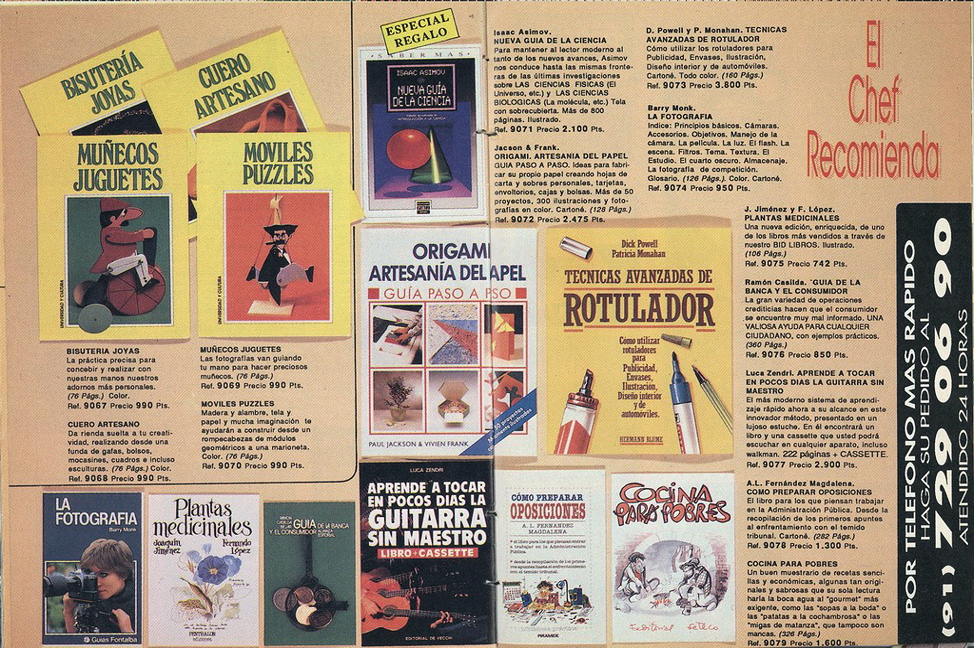 BISUTERÍA
JOYAS
CUERO
ARTESANO
MUÑECOS
JUGUETES
UNIVERSIDAD Y CULTURA
MOVILES
PUZZLES
UNIVERSIDAD Y CULTURA
BISUTERIA JOYAS
La práctica precisa para
concebir y realizar con
nuestras manos nuestros
adornos más personales.
(76 Págs.) Color.
Ref. 9067 Precio 990 Pts.
CUERO ARTESANO
Da rienda suelta a tu creati-
vidad, realizando desde una
funda de gafas, bolsos,
mocasines, cuadros e incluso
esculturas. (76 Págs.) Color.
Ref. 9068 Precio 990 Pts.
MUÑECOS JUGUETES
Las fotografías van guiando
tu mano para hacer preciosos
muñecos. (76 Págs.)
Ref. 9069 Precio 990 Pts.
MOVILES PUZZLES
Madera y alambre, tela y
papel y mucha imaginación te
ayudarán a construir desde un
rompecabezas de módulos
geométricos a una marioneta.
Color. (76 Págs.)
Ref. 9070 Precio 990 Pts.
ESPECIAL
REGALO
SABER MAS
ISAAC ASIMOV
NUEVA GUÍA
DE LA CIENCIA
Isaac Asimov.
NUEVA GUIA DE LA CIENCIA
Para mantener al lector moderno al
tanto de los nuevos avances, Asimov
nos conduce hasta las mismas fronte-
ras de las últimas investigaciones
sobre LAS CIENCIAS FISICAS (El
Universo, etc.) y LAS CIENCIAS
BIOLOGICAS (La molécula, etc.) Tela
con sobrecubierta. Más de 800
páginas. Ilustrado.
Ref. 9071 Precio 2.100 Pts.
Jacson & Frank.
ORIGAMI. ARTESANIA DEL PAPEL
GUIA PASO A PASO. Ideas para fabri-
car su propio papel creando hojas de
carta y sobres personales, tarjetas,
envoltorios, cajas y bolsas. Más de 50
proyectos, 300 ilustraciones y foto-
grafías en color. Cartoné. (128 Págs.)
Ref. 9072 Precio 2.475 Pts.
D. Powell y P. Monahan. TECNICAS
AVANZADAS DE ROTULADOR
Cómo utilizar los rotuladores para
Publicidad, Envases, Ilustración,
Diseño interior y de automóviles.
Cartoné. Todo color. (160 Págs.)
Ref. 9073 Precio 3.800 Pts.
Barry Monk.
LA FOTOGRAFIA
Indice: Principios básicos. Cámaras.
Accesorios. Objetivos. Manejo de la
cámara. La película. La luz. El flash. La
escena. Filtros. Tema. Textura. El
Estudio. El cuarto oscuro. Almacenaje.
La fotografía de competición.
Glosario. (126 Págs.). Color. Cartoné.
Ref. 9074 Precio 950 Pts.
El
Chef
Recomienda
ORIGAMI
ARTESANÍA DEL APEL
GUÍA PASO A PSO
PAUL JACKSON & VIVIEN FRANK
Dick Powell
Patricia Monahan
TECNICAS AVANZADAS DE
ROTULADOR
Cómo utilizar
rotuladores
para
Publicidad,
Envases,
Ilustración,
Diseño interior
y de
automóviles.
HERMANN BLUME
J. Jiménez y F. López.
PLANTAS MEDICINALES
Una nueva edición, enriquecida, de uno
de los libros más vendidos a través de
nuestro BID LIBROS. Ilustrado.
(106 Págs.)
Ref. 9075 Precio 742 Pts.
Ramón Casilda. GUIA DE LA
BANCA Y EL CONSUMIDOR
La gran variedad de operaciones
crediticias hacen que el consumidor
se encuentre muy mal informado. UNA
VALIOSA AYUDA PARA CUALQUIER
CIUDADANO, con ejemplos prácticos.
(360 Págs.)
Ref. 9076 Precio 850 Pts.
Luca Zendri. APRENDE A TOCAR
EN POCOS DIAS LA GUITARRA SIN
MAESTRO
El más moderno sistema de aprendi-
zaje rápido ahora a su alcance en este
innovador método, presentado en un
lujoso estuche. En él encontrará un
libro y una cassette que usted podrá
escuchar en cualquier aparato, incluso
walkman. 222 páginas + CASSETTE.
Ref. 9077 Precio 2.900 Pts.
A.L. Fernández Magdalena.
COMO PREPARAR OPOSICIONES
El libro para los que piensan trabajar
en la Administración Pública. Desde la
recopilación de los primeros apuntes
al enfrentamiento con el temido
tribunal. Cartoné. (282 Págs.)
Ref. 9078 Precio 1.300 Pts.
COCINA PARA POBRES
Un buen muestrario de recetas senci-
llas y económicas, algunas tan origi-
nales y sabrosas que su sola lectura
haría la boca agua al "gourmet" más
exigente, como las "sopas a la boda" o
las "patatas a la cochambrosa" o las
"migas de matanza", que tampoco son
mancas. (326 Págs.)
Ref. 9079 Precio 1.600 Pts.
POR TELEFONO MAS RAPIDO
HAGA SU PEDIDO AL
(91) 729 06 90
ATENDIDO 24 HORAS
LA
FOTOGRAFIA
Barry Monk
Guías Fontalba
Plantas
medicinales
Joaquín
Jiménez
Fernando
López
PENTHALON
GUIA DE LA BANCA
Y EL CONSUMIDOR
LUCA ZENDRI
APRENDE A TOCAR
EN POCOS DIAS LA
GUITARRA
SIN MAESTRO
LIBRO+CASSETTE
EDITORIAL DE VECCHI
CÓMO PREPARAR
OPOSICIONES
A. L. FERNÁNDEZ
MAGDALENA
PIRAMIDE
COCINA
PARA POBRES